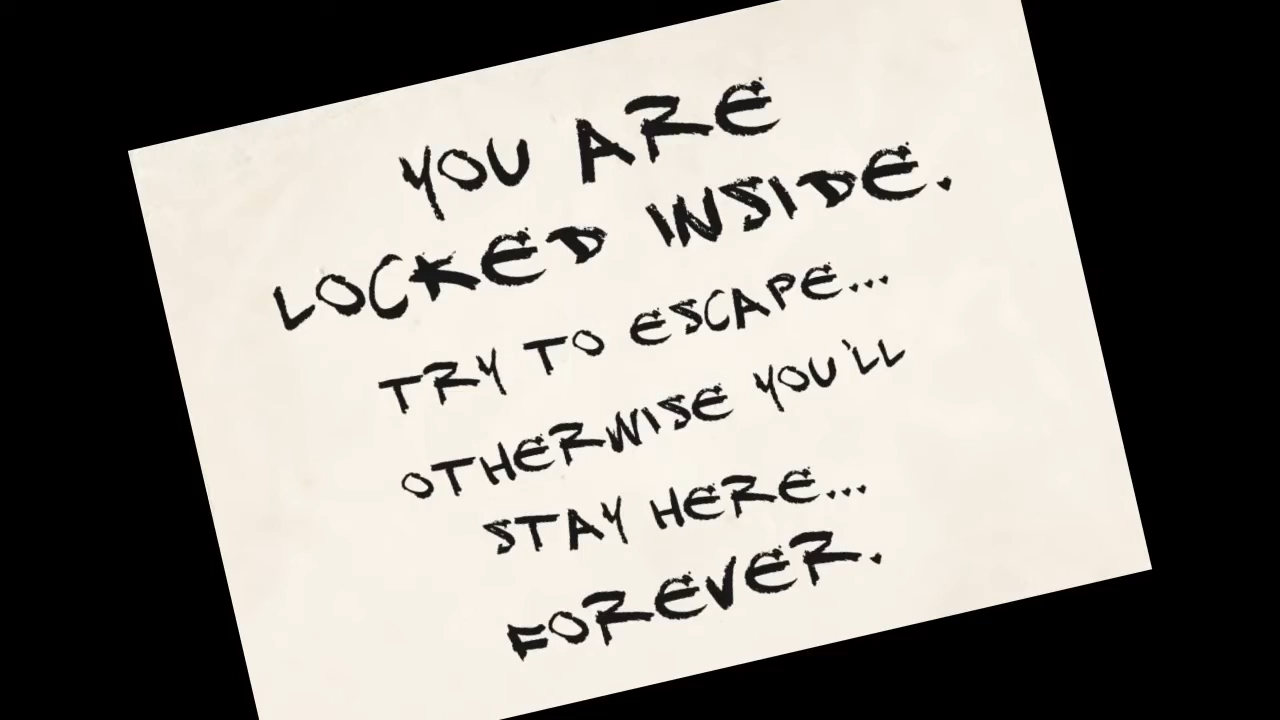 YOU ARE
LOCKED INSIDE.
TRY TO ESCAPE...
OTHERWISE YOU'LL
STAY HERE...
FOREVER.